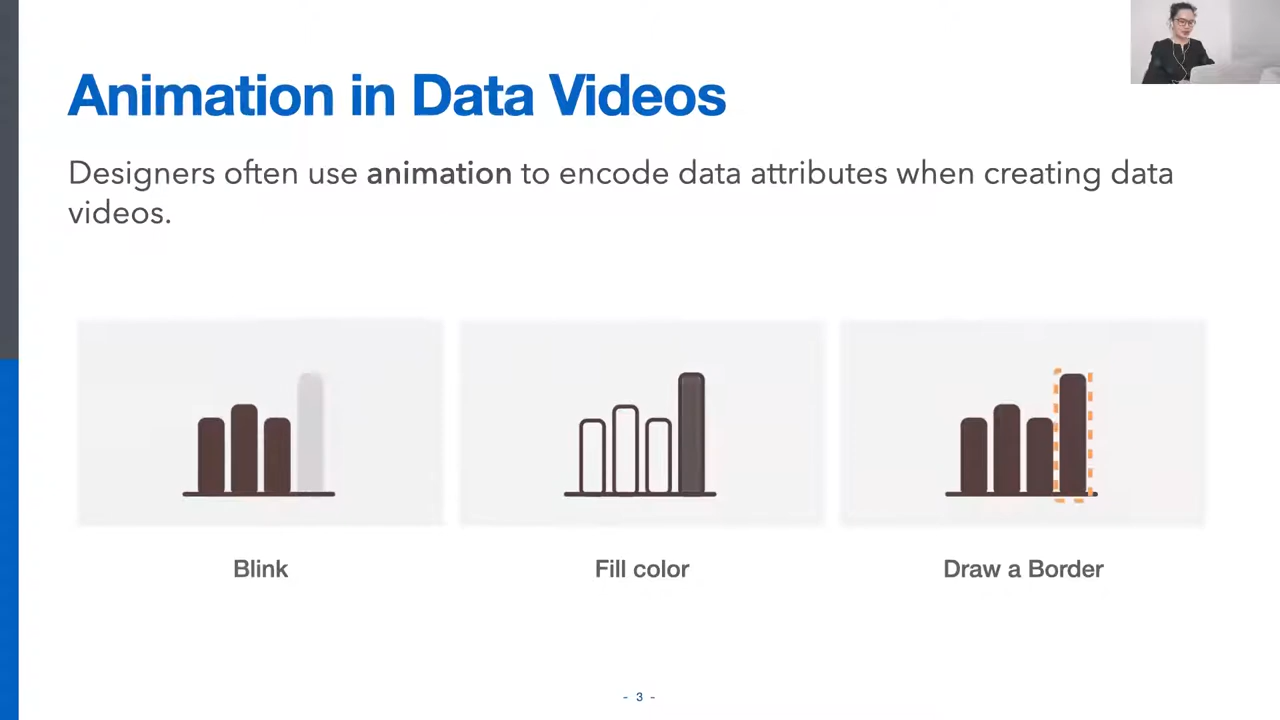 Animation in Data Videos
Designers often use animation to encode data attributes when creating data
videos.
Blink
Fill color
Draw a Border
- 3 -